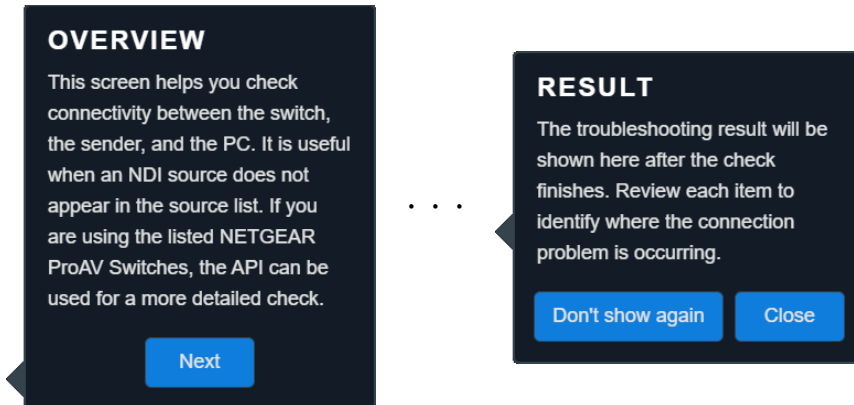 OVERVIEW
This screen helps you check
connectivity between the switch,
the sender, and the PC. It is useful
when an NDI source does not
appear in the source list. If you
are using the listed NETGEAR
ProAV Switches, the API can be
used for a more detailed check.
Next
. . .
RESULT
The troubleshooting result will be
shown here after the check
finishes. Review each item to
identify where the connection
problem is occurring.
Don't show again
Close